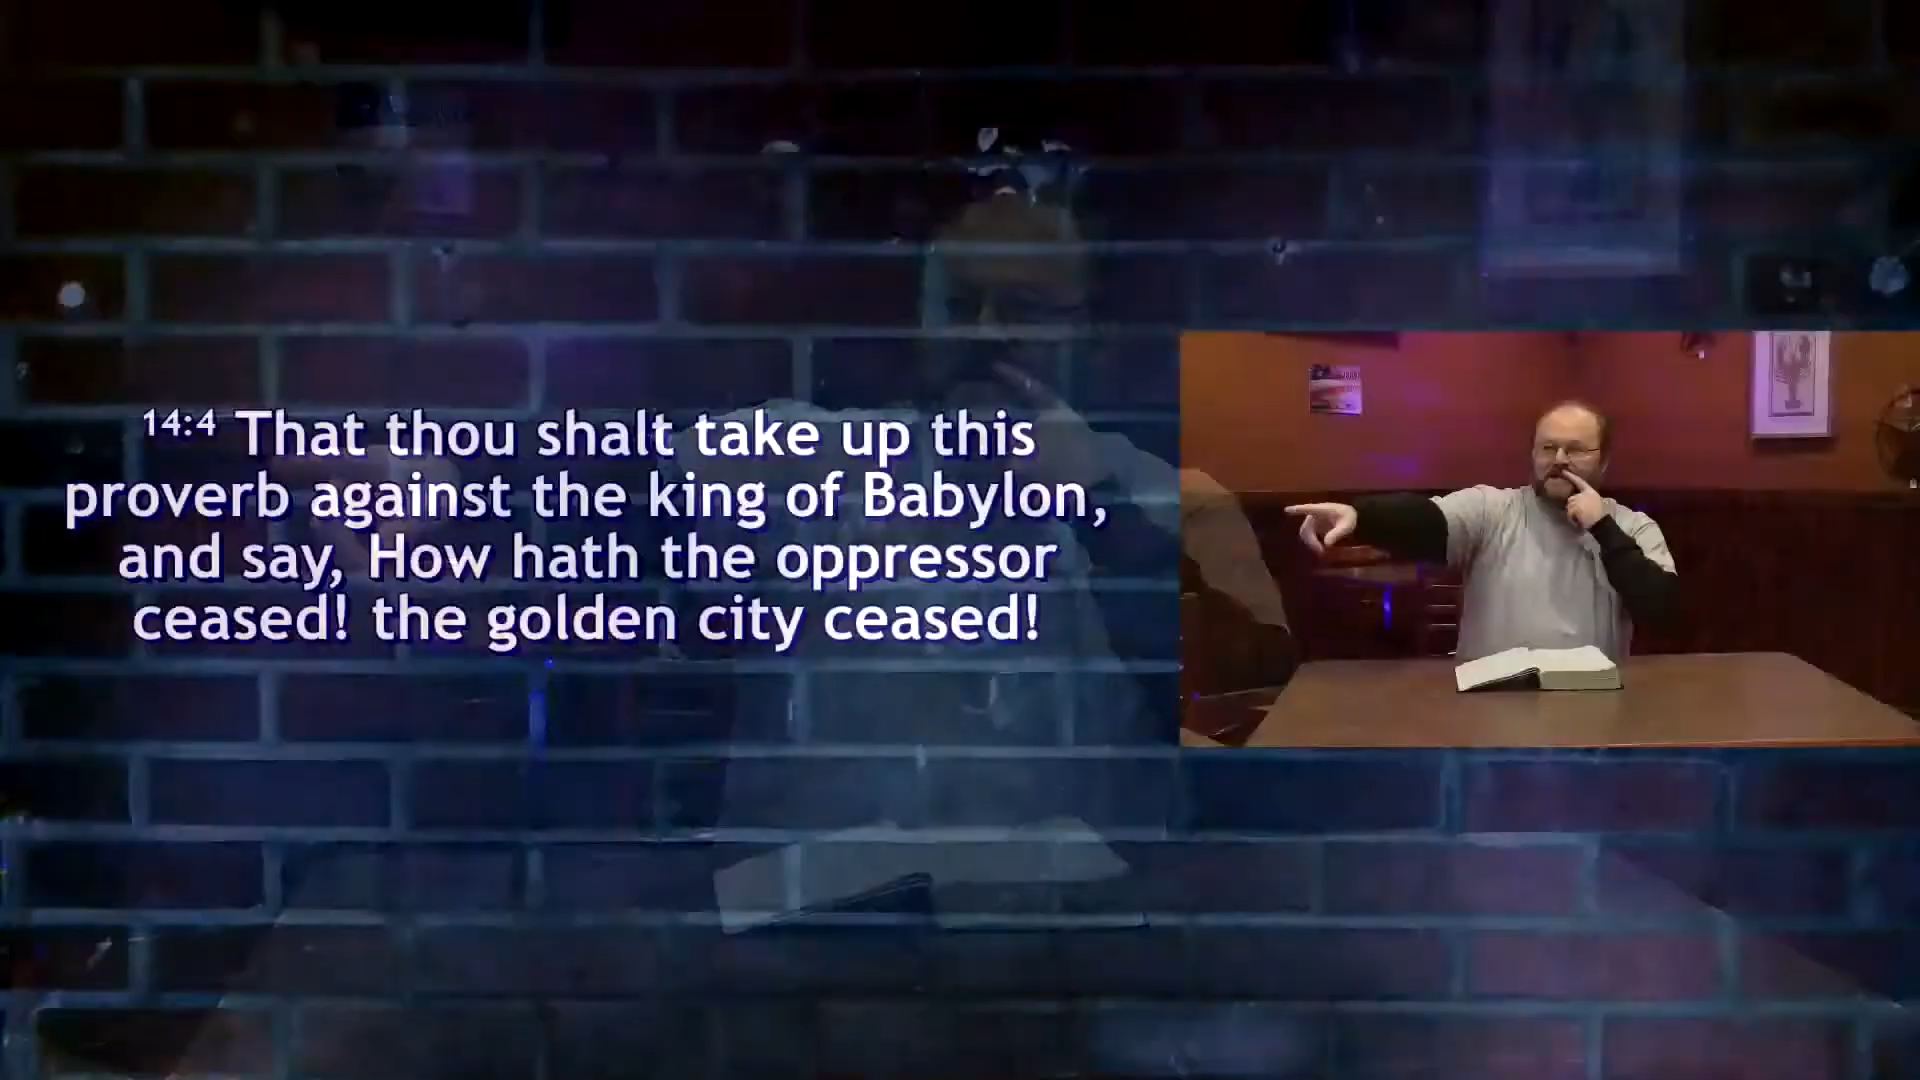 14:4 That thou shalt take up this
proverb against the king of Babylon,
and say, How hath the oppressor
ceased! the golden city ceased!